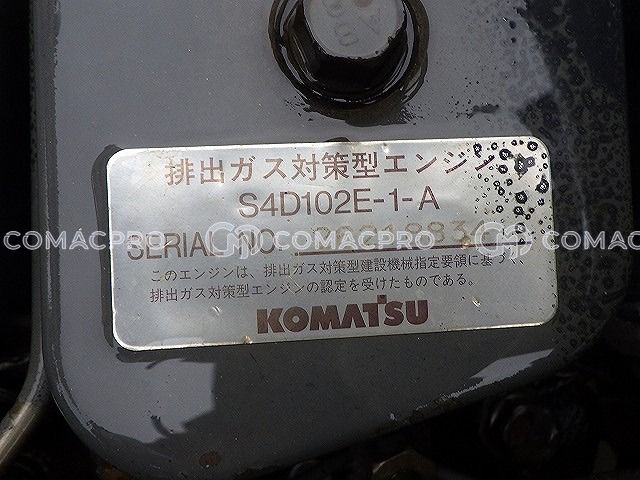 排出ガス対策型エンジン
S4D102E-1-A
SERIAL NO.
COMACPRO
COMACPRO
COMACPRO
このエンジンは、排出ガス対策型建設機械指定要領に基づ
排出ガス対策型エンジンの認定を受けたものである。
KOMATSU